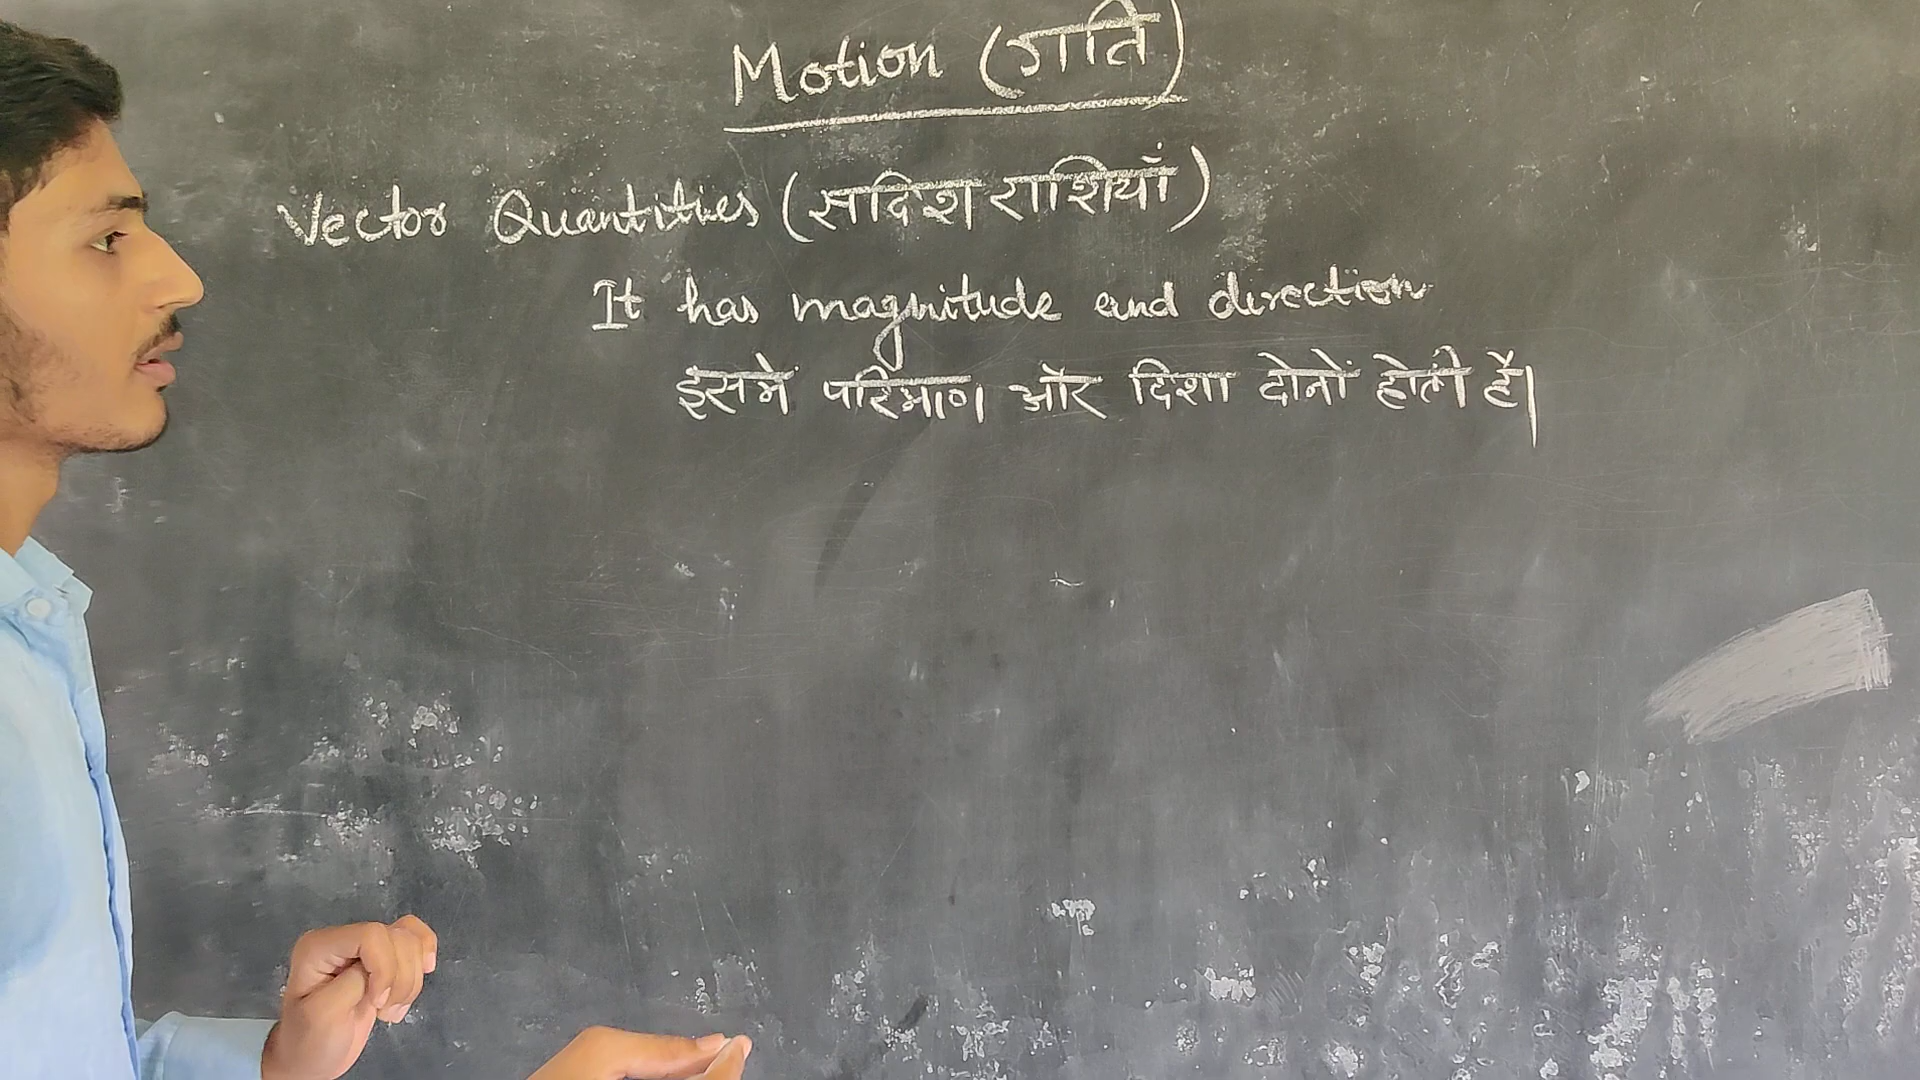 Motion (गति)
Vector Quantities (सदिश राशियाँ)
It has magnitude and direction
इसमे परिमाण और दिशा दोनों होती है।